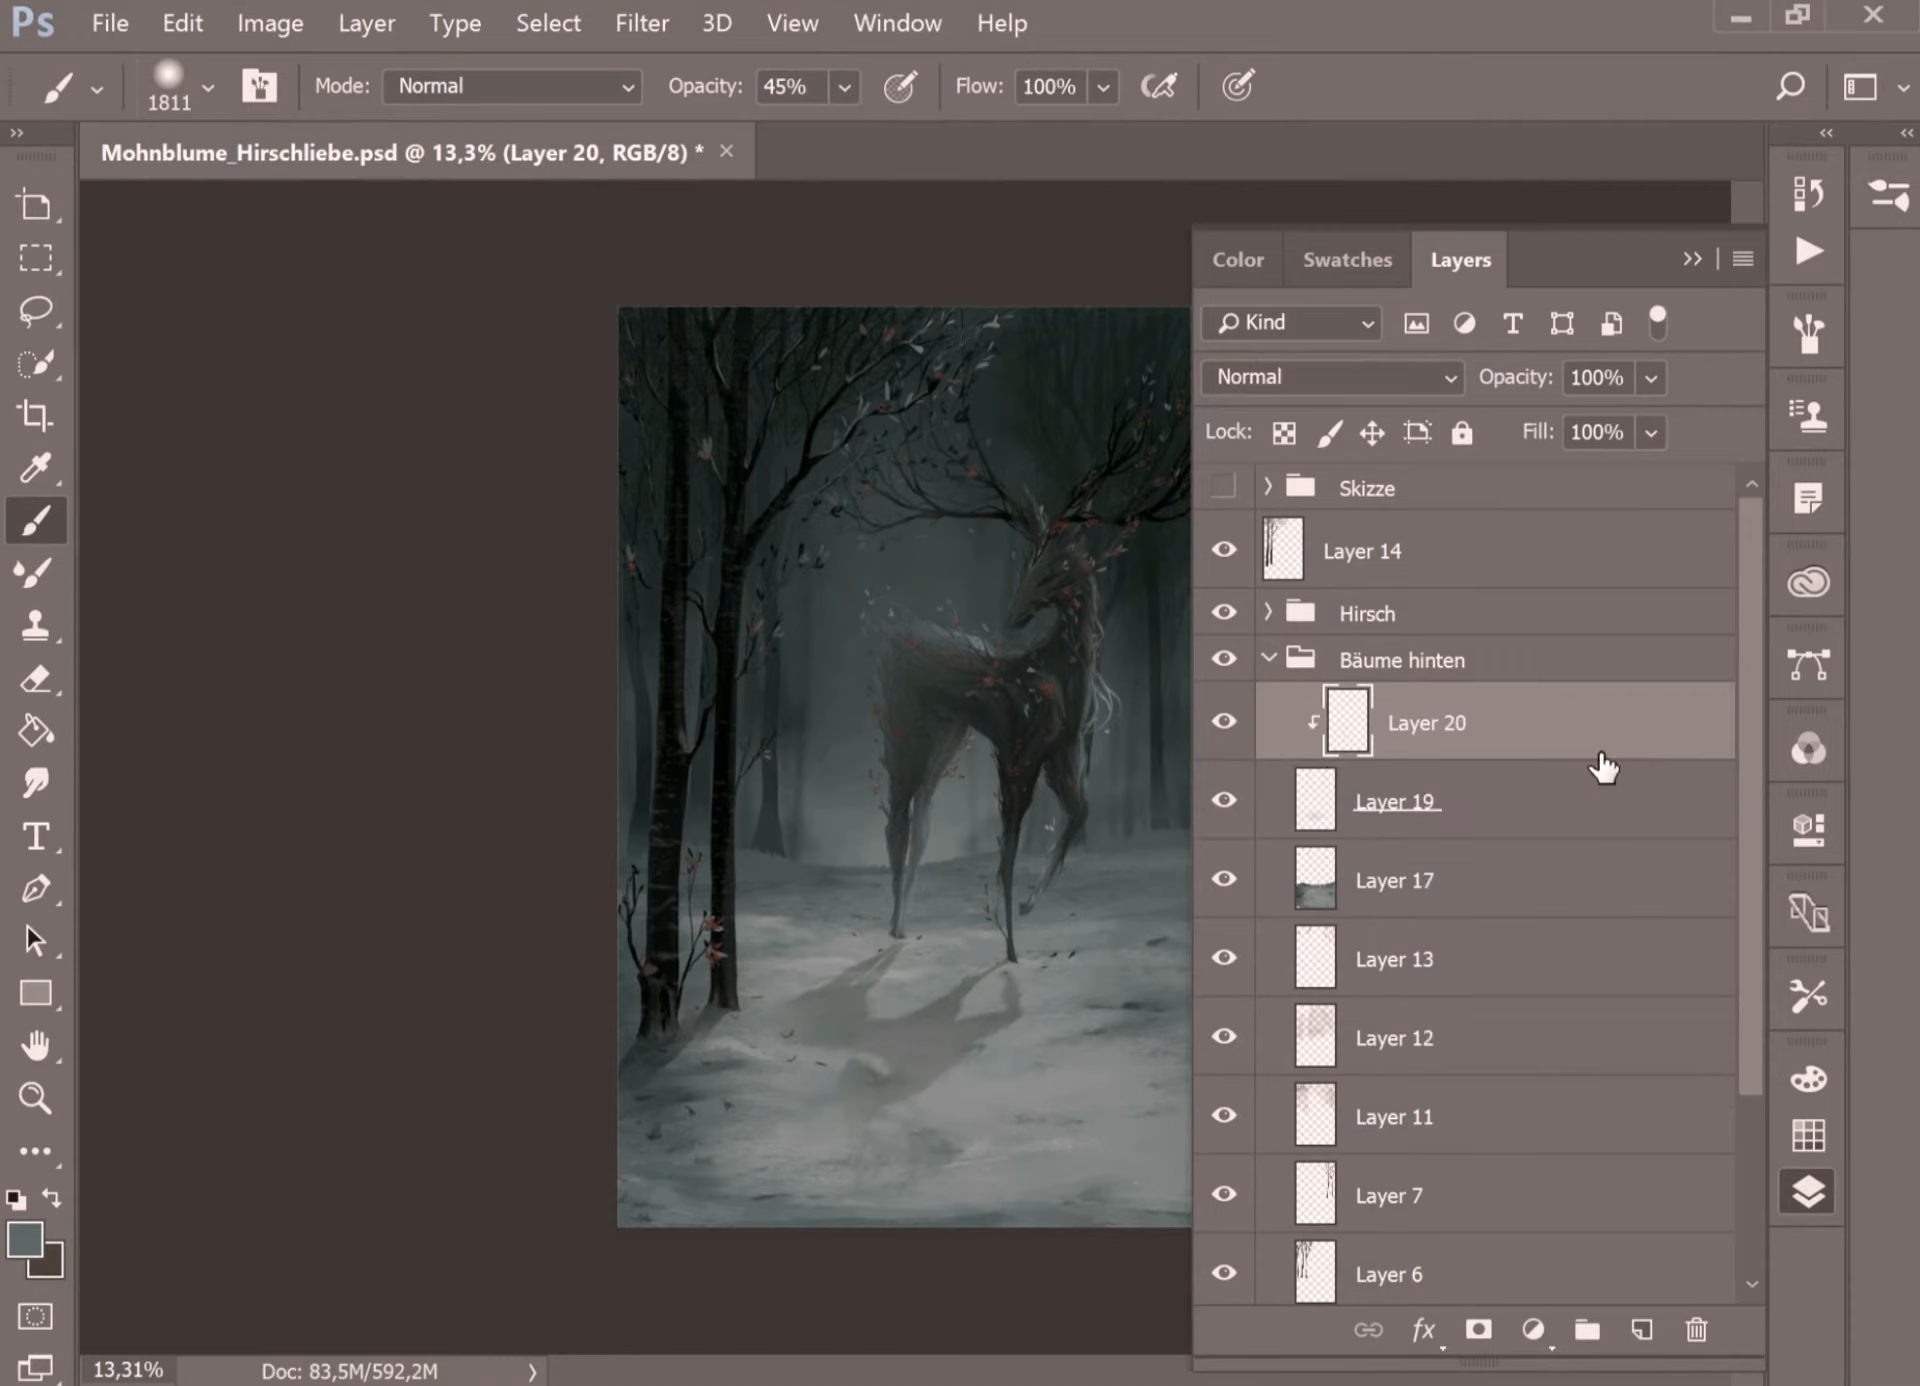 Ps File Edit Image Layer Type Select Filter 3D View Window Help
1811 Mode: Normal Opacity: 45% Flow: 100%
Mohnblume_Hirschliebe.psd @ 13,3% (Layer 20, RGB/8) *
Color Swatches Layers
Kind
Normal Opacity: 100%
Lock: Fill: 100%
Skizze
Layer 14
Hirsch
Bäume hinten
Layer 20
Layer 19
Layer 17
Layer 13
Layer 12
Layer 11
Layer 7
Layer 6
fx
13,31% Doc: 83,5M/592,2M